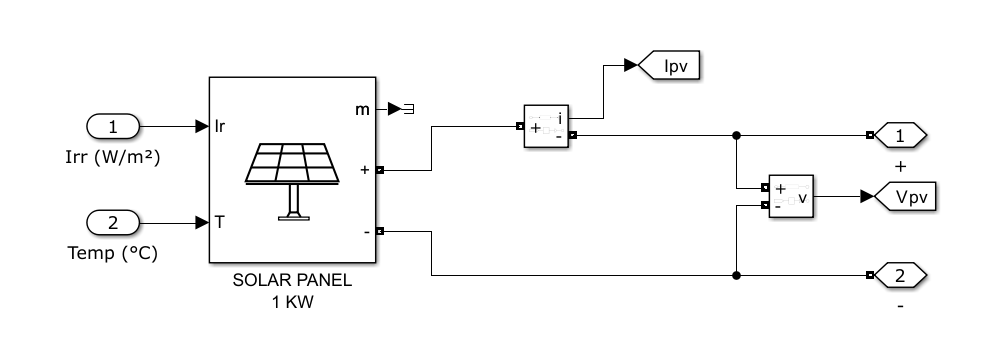 Ipv
m
1
Ir
i
+
-
1
Irr (W/m²)
+
+
+
-
v
Vpv
2
T
-
Temp (°C)
2
SOLAR PANEL
1 KW
-